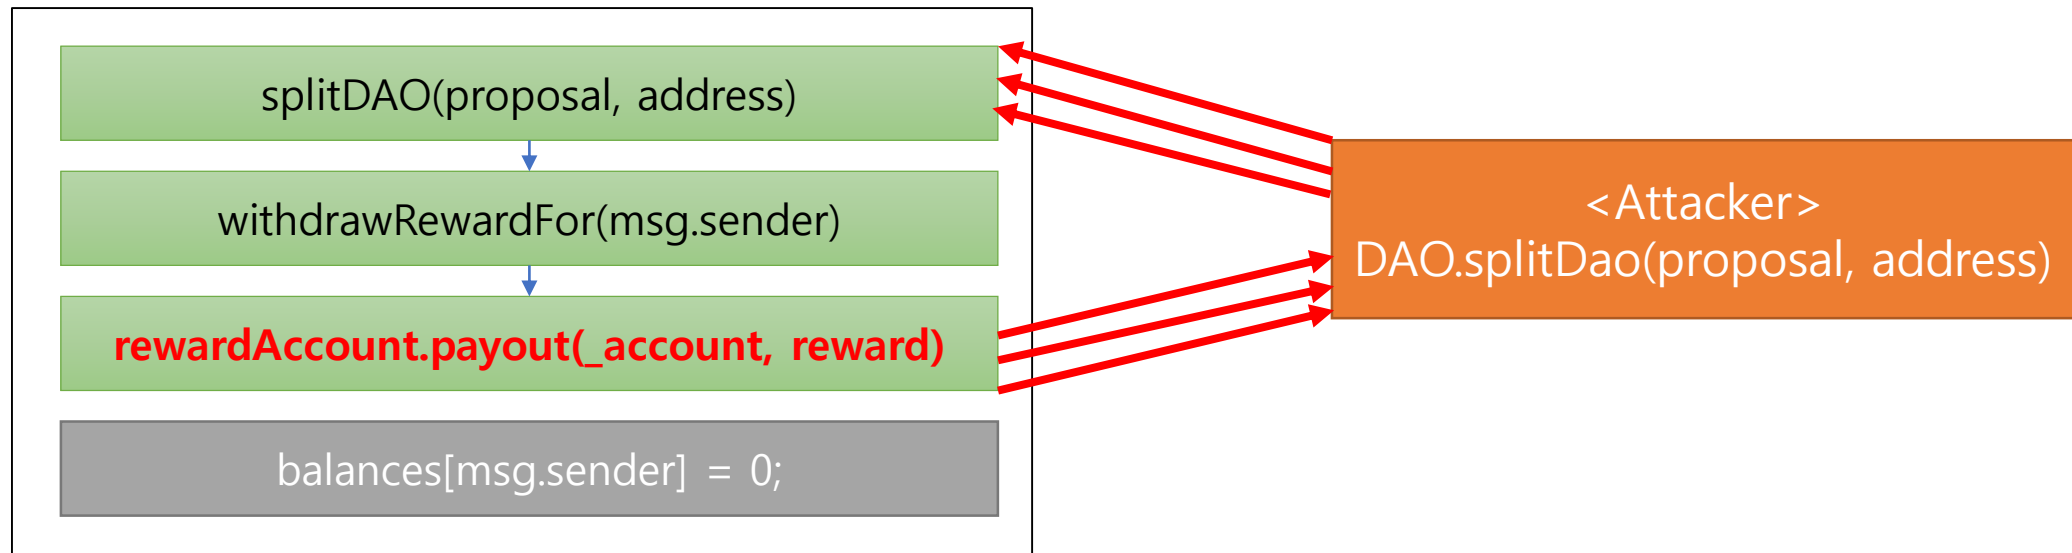 splitDAO(proposal, address)
withdrawRewardFor(msg.sender)
rewardAccount.payout(_account, reward)
balances[msg.sender] = 0;
<Attacker>
DAO.splitDao(proposal, address)